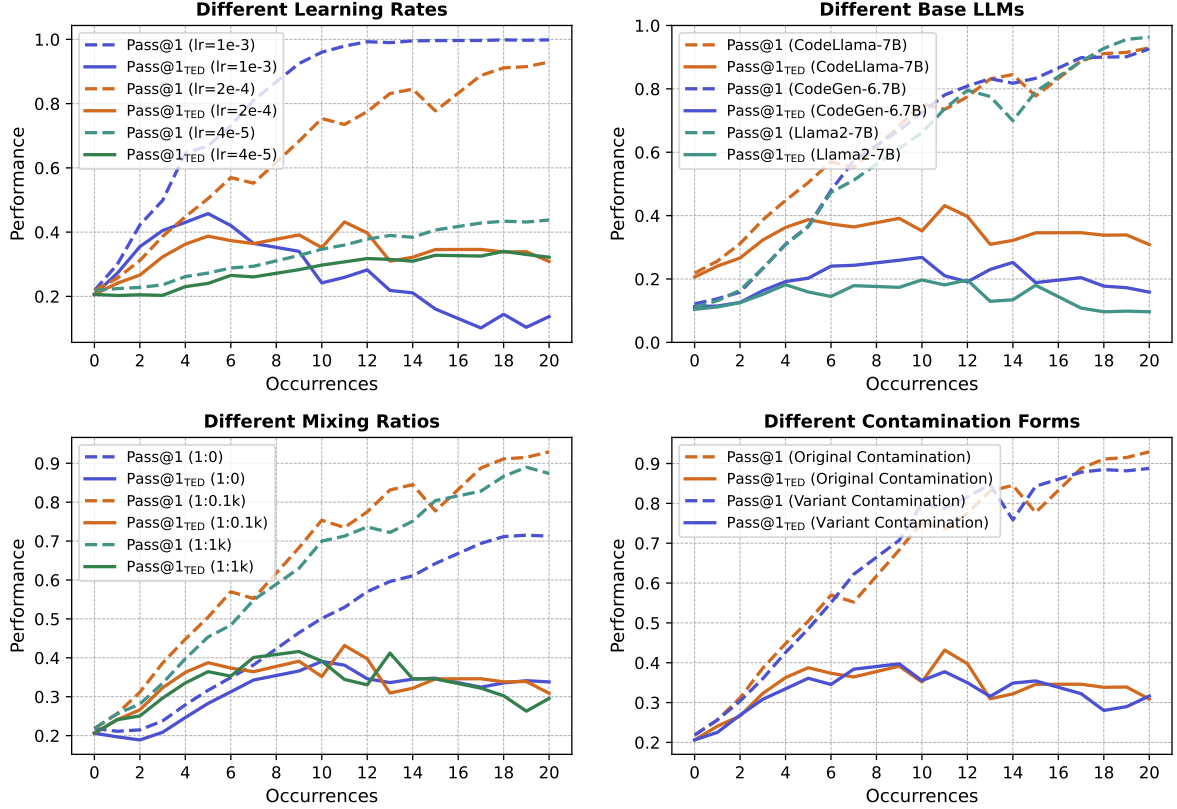 Different Learning Rates
Performance
1.0
0.8
0.6
0.4
0.2
Pass@1 (lr=1e-3)
Pass@1TED (lr=1e-3)
Pass@1 (lr=2e-4)
Pass@1TED (lr=2e-4)
Pass@1 (lr=4e-5)
Pass@1TED (lr=4e-5)
0 2 4 6 8 10 12 14 16 18 20
Occurrences
Different Base LLMs
Performance
1.0
0.8
0.6
0.4
0.2
0.0
Pass@1 (CodeLlama-7B)
Pass@1TED (CodeLlama-7B)
Pass@1 (CodeGen-6.7B)
Pass@1TED (CodeGen-6.7B)
Pass@1 (Llama2-7B)
Pass@1TED (Llama2-7B)
0 2 4 6 8 10 12 14 16 18 20
Occurrences
Different Mixing Ratios
Performance
0.9
0.8
0.7
0.6
0.5
0.4
0.3
0.2
Pass@1 (1:0)
Pass@1TED (1:0)
Pass@1 (1:0.1k)
Pass@1TED (1:0.1k)
Pass@1 (1:1k)
Pass@1TED (1:1k)
0 2 4 6 8 10 12 14 16 18 20
Occurrences
Different Contamination Forms
Performance
0.9
0.8
0.7
0.6
0.5
0.4
0.3
0.2
Pass@1 (Original Contamination)
Pass@1TED (Original Contamination)
Pass@1 (Variant Contamination)
Pass@1TED (Variant Contamination)
0 2 4 6 8 10 12 14 16 18 20
Occurrences